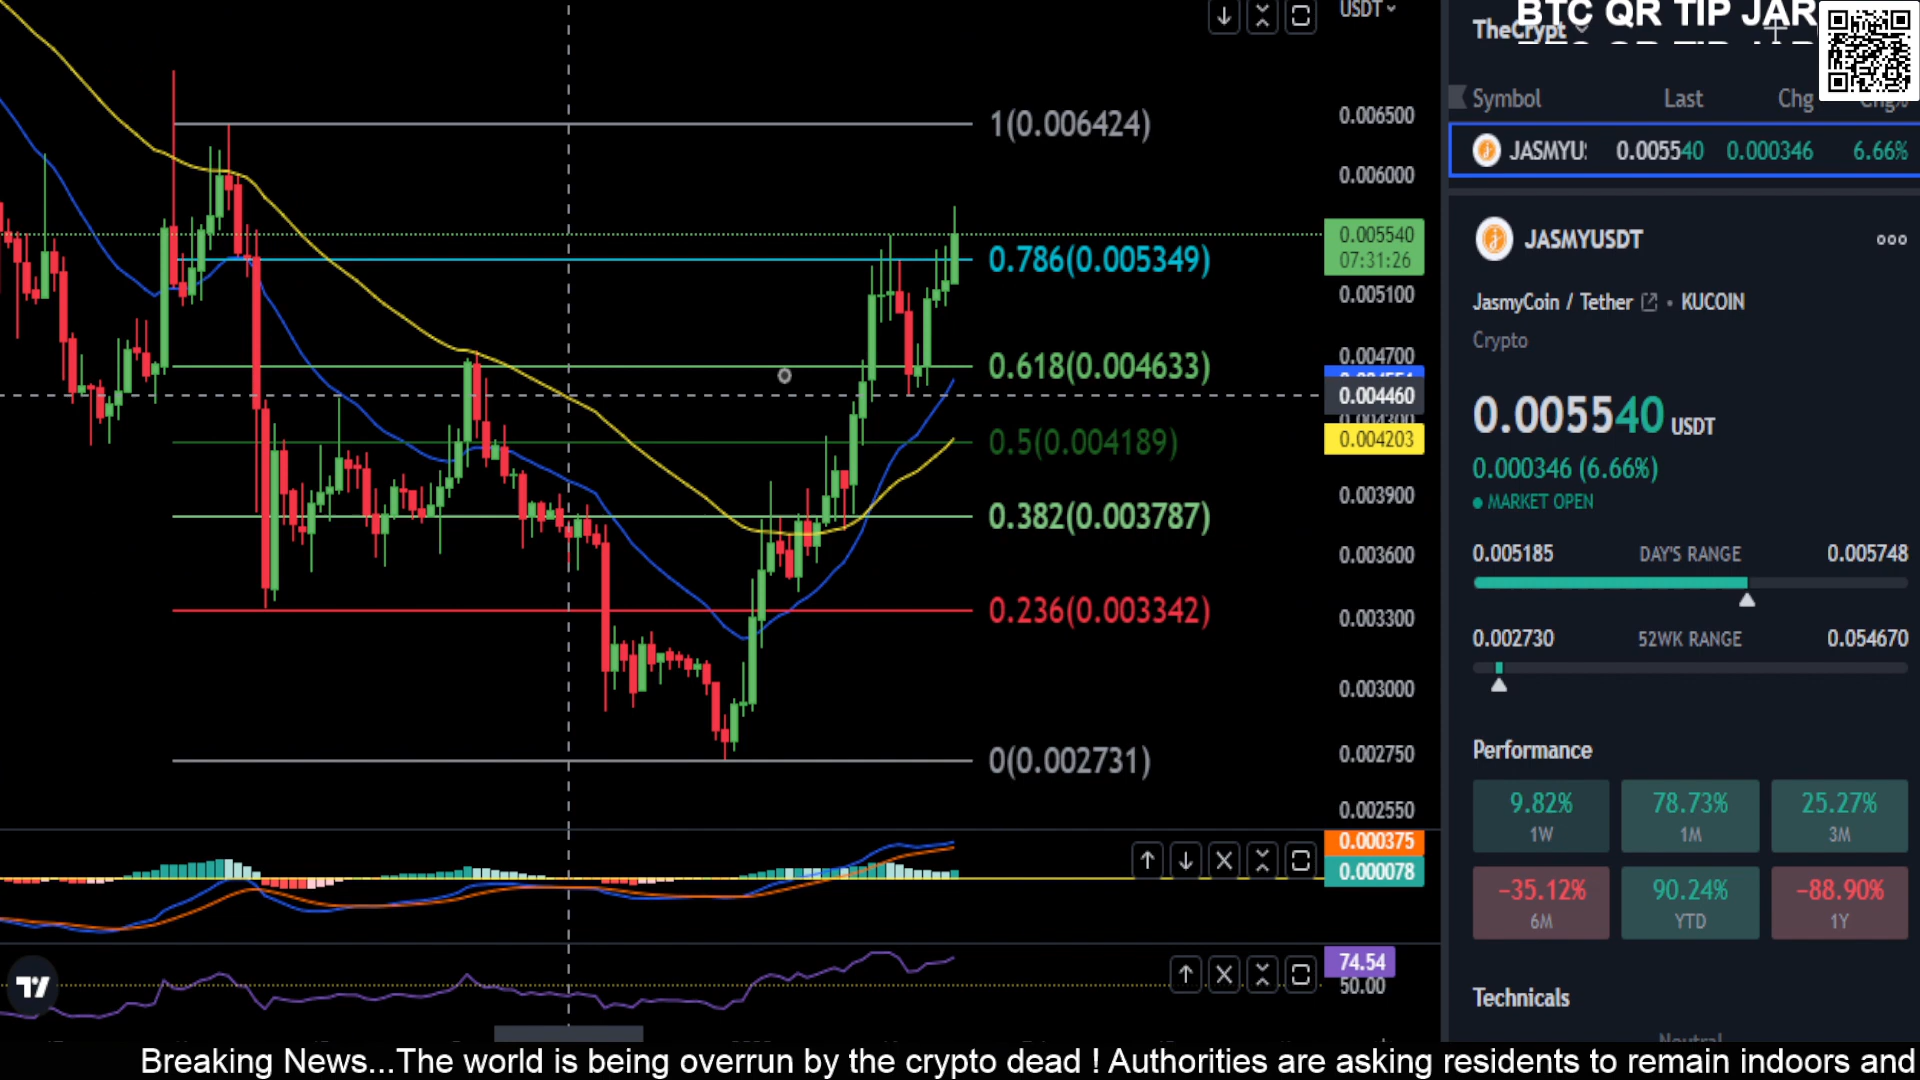 USDT
BTC QR TIP JAR
TheCrypt
Symbol Last Chg Chg%
JASMYU: 0.005540 0.000346 6.66%
1(0.006424)
0.786(0.005349)
0.618(0.004633)
0.5(0.004189)
0.382(0.003787)
0.236(0.003342)
0(0.002731)
0.006500
0.006000
0.005540
07:31:26
0.005100
0.004700
0.004460
0.004203
0.003900
0.003600
0.003300
0.003000
0.002750
0.002550
0.000375
0.000078
74.54
50.00
JASMYUSDT
JasmyCoin / Tether • KUCOIN
Crypto
0.005540 USDT
0.000346 (6.66%)
MARKET OPEN
0.005185 DAY'S RANGE 0.005748
0.002730 52WK RANGE 0.054670
Performance
9.82% 78.73% 25.27%
1W 1M 3M
−35.12% 90.24% −88.90%
6M YTD 1Y
Technicals
Neutral
Breaking News...The world is being overrun by the crypto dead ! Authorities are asking residents to remain indoors and